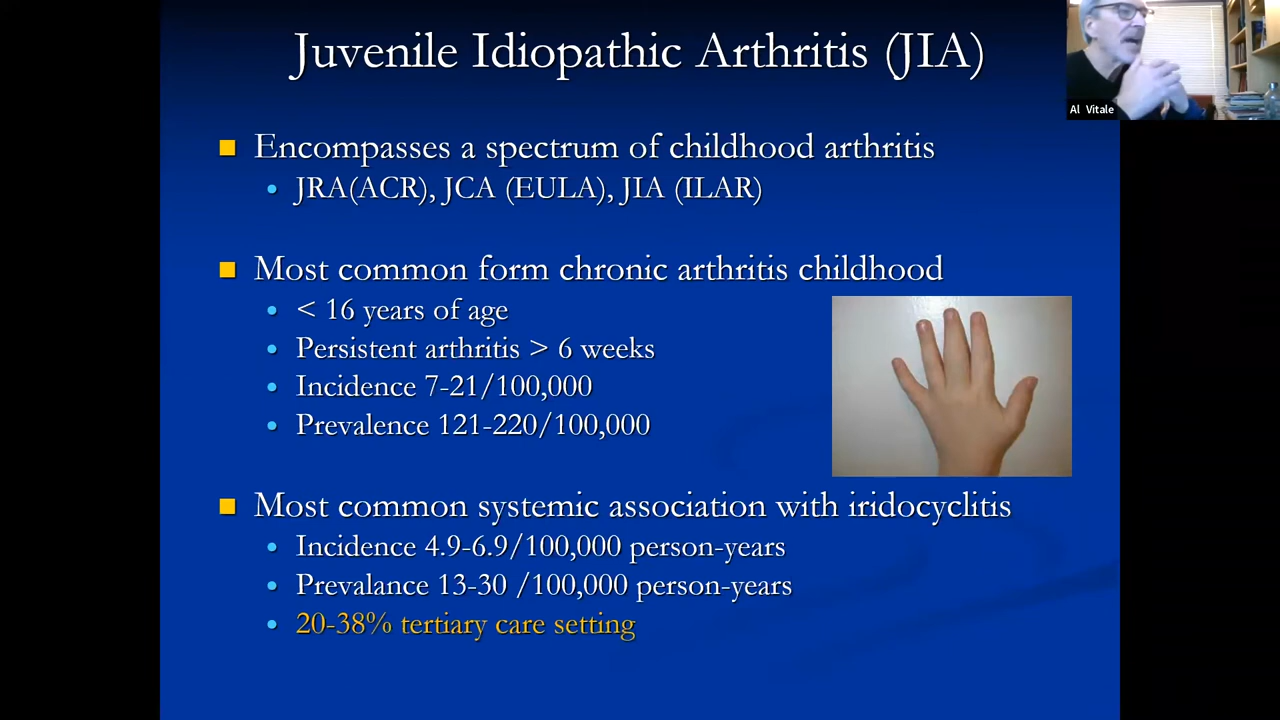 Juvenile Idiopathic Arthritis (JIA)
Al Vitale
Encompasses a spectrum of childhood arthritis
JRA(ACR), JCA (EULA), JIA (ILAR)
Most common form chronic arthritis childhood
< 16 years of age
Persistent arthritis > 6 weeks
Incidence 7-21/100,000
Prevalence 121-220/100,000
Most common systemic association with iridocyclitis
Incidence 4.9-6.9/100,000 person-years
Prevalance 13-30 /100,000 person-years
20-38% tertiary care setting